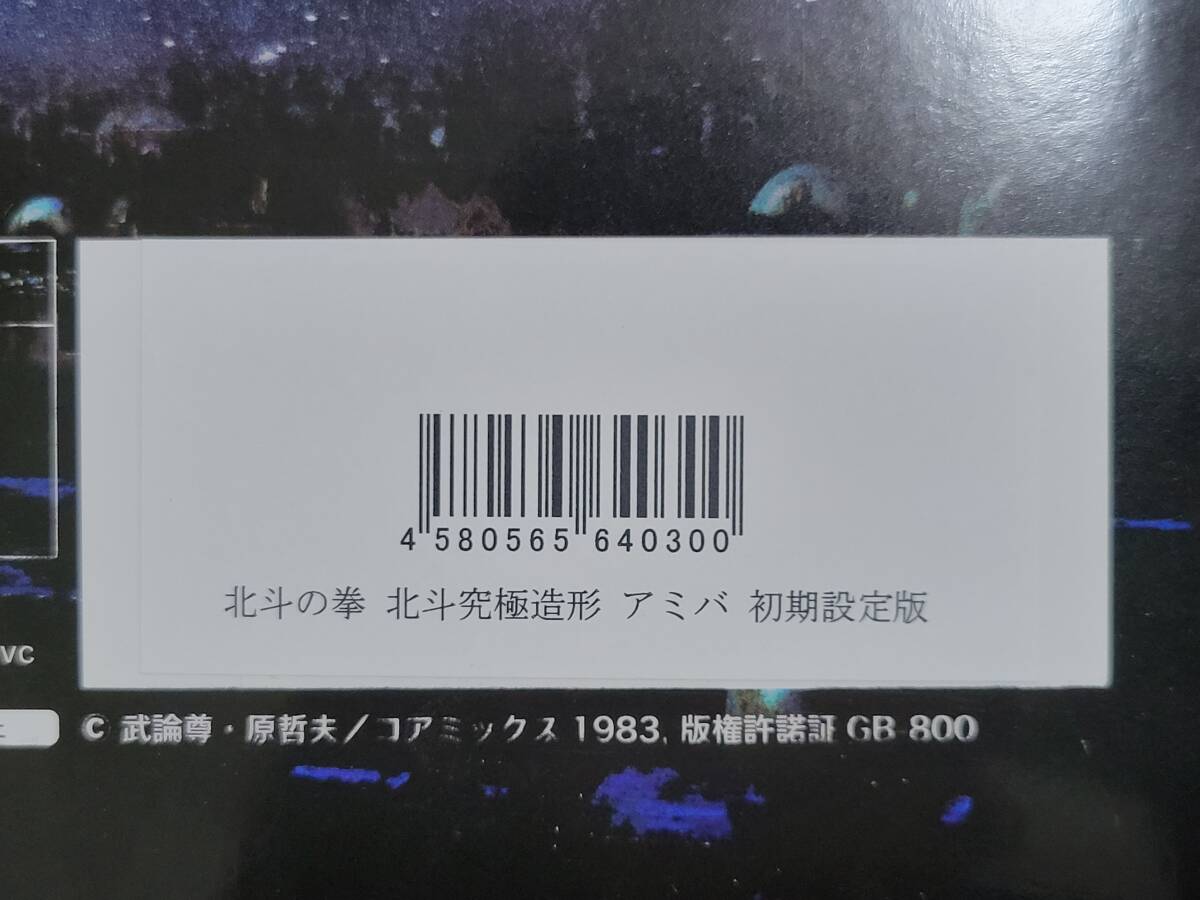 4 580565 640300
北斗の拳 北斗究極造形 アミバ 初期設定版
VC
© 武論尊・原哲夫／コアミックス 1983, 版権許諾証 GB-800